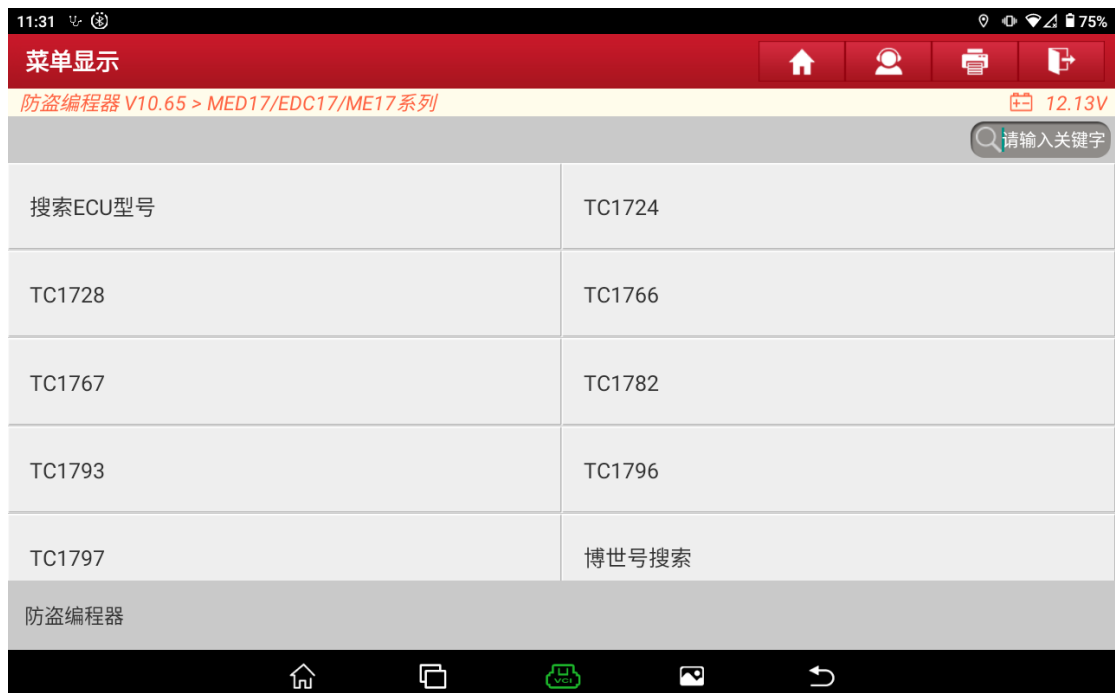 11:31 75%
菜单显示
防盗编程器 V10.65 > MED17/EDC17/ME17系列 12.13V
请输入关键字
搜索ECU型号 TC1724
TC1728 TC1766
TC1767 TC1782
TC1793 TC1796
TC1797 博世号搜索
防盗编程器
VCI